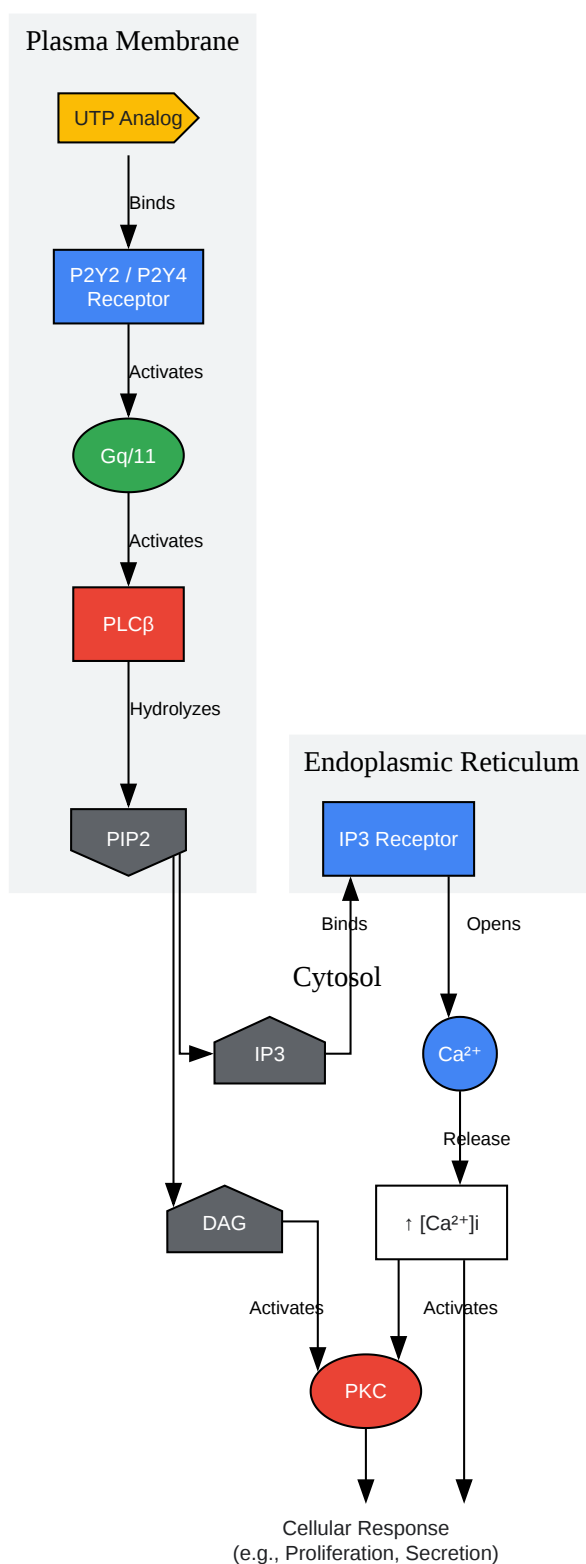 Plasma Membrane
UTP Analog
Binds
P2Y2 / P2Y4
Receptor
Activates
Gq/11
Activates
PLCβ
Hydrolyzes
PIP2
Endoplasmic Reticulum
IP3 Receptor
Binds
Opens
Cytosol
IP3
Ca²⁺
Release
DAG
↑ [Ca²⁺]i
Activates
Activates
PKC
Cellular Response
(e.g., Proliferation, Secretion)